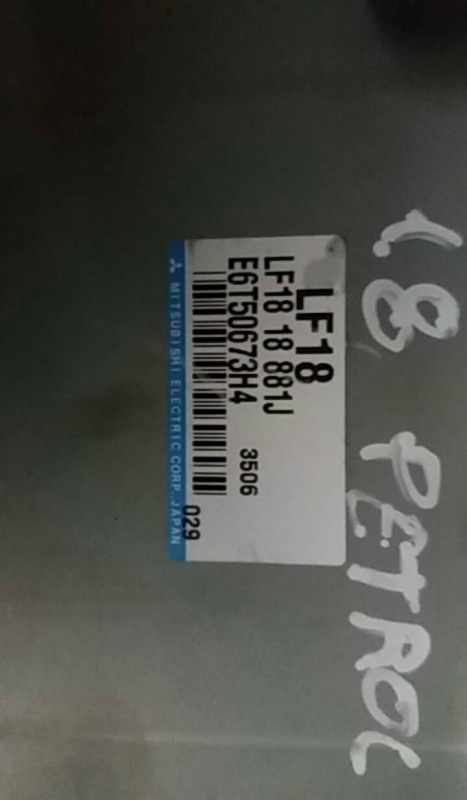 1.8 PETROL
LF18
LF18 18 881J
E6T50673H4
3506
029
MITSUBISHI ELECTRIC CORP., JAPAN